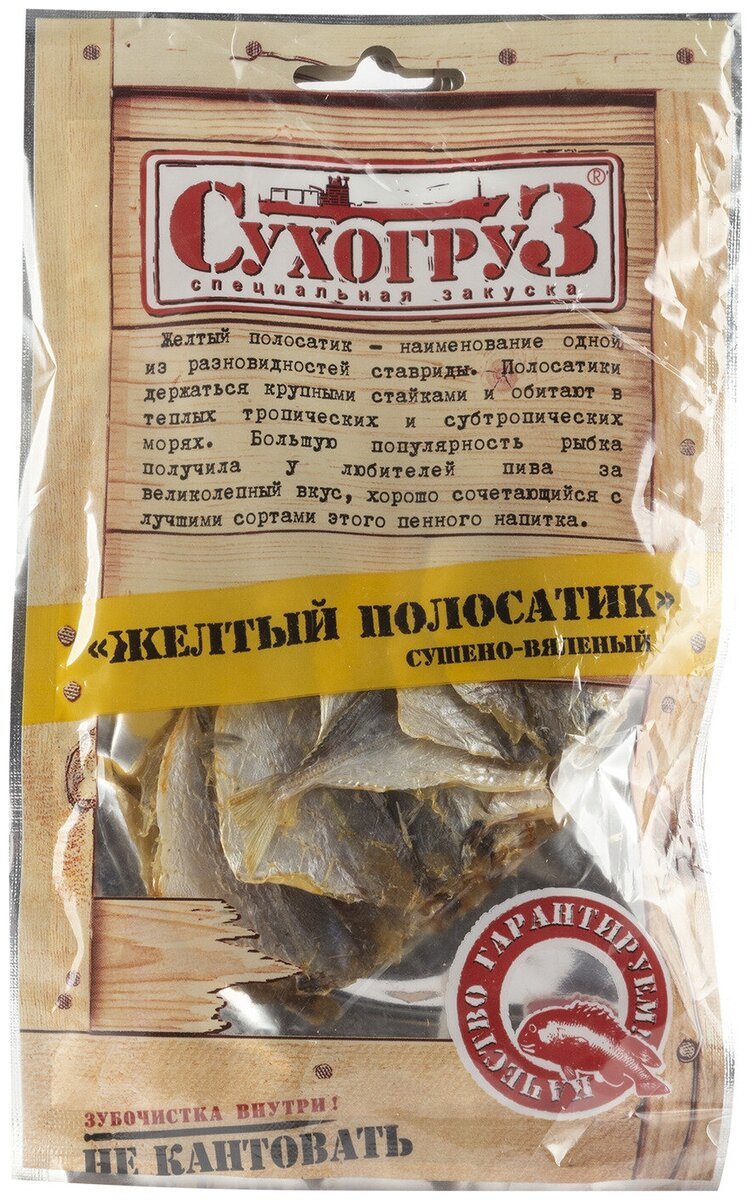 СУХОГРУЗ®
специальная закуска
Желтый полосатик – наименование одной
из разновидностей ставриды. Полосатики
держаться крупными стайками и обитают в
теплых тропических и субтропических
морях. Большую популярность рыбка
получила у любителей пива за
великолепный вкус, хорошо сочетающийся с
лучшими сортами этого пенного напитка.
«ЖЕЛТЫЙ ПОЛОСАТИК»
СУШЕНО-ВЯЛЕНЫЙ
КАЧЕСТВО ГАРАНТИРУЕМ!
ЗУБОЧИСТКА ВНУТРИ!
НЕ КАНТОВАТЬ